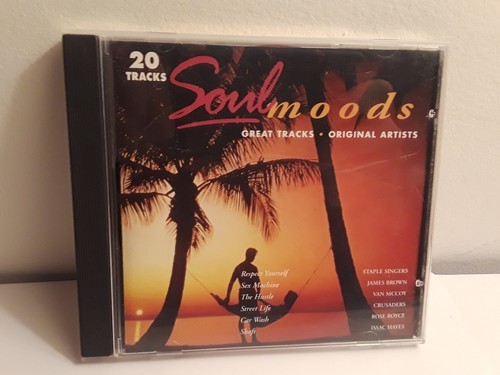 20
TRACKS
Soul moods
GREAT TRACKS • ORIGINAL ARTISTS
Respect Yourself STAPLE SINGERS
Sex Machine JAMES BROWN
The Hustle VAN MCCOY
Street Life CRUSADERS
Car Wash ROSE ROYCE
Shaft ISAAC HAYES